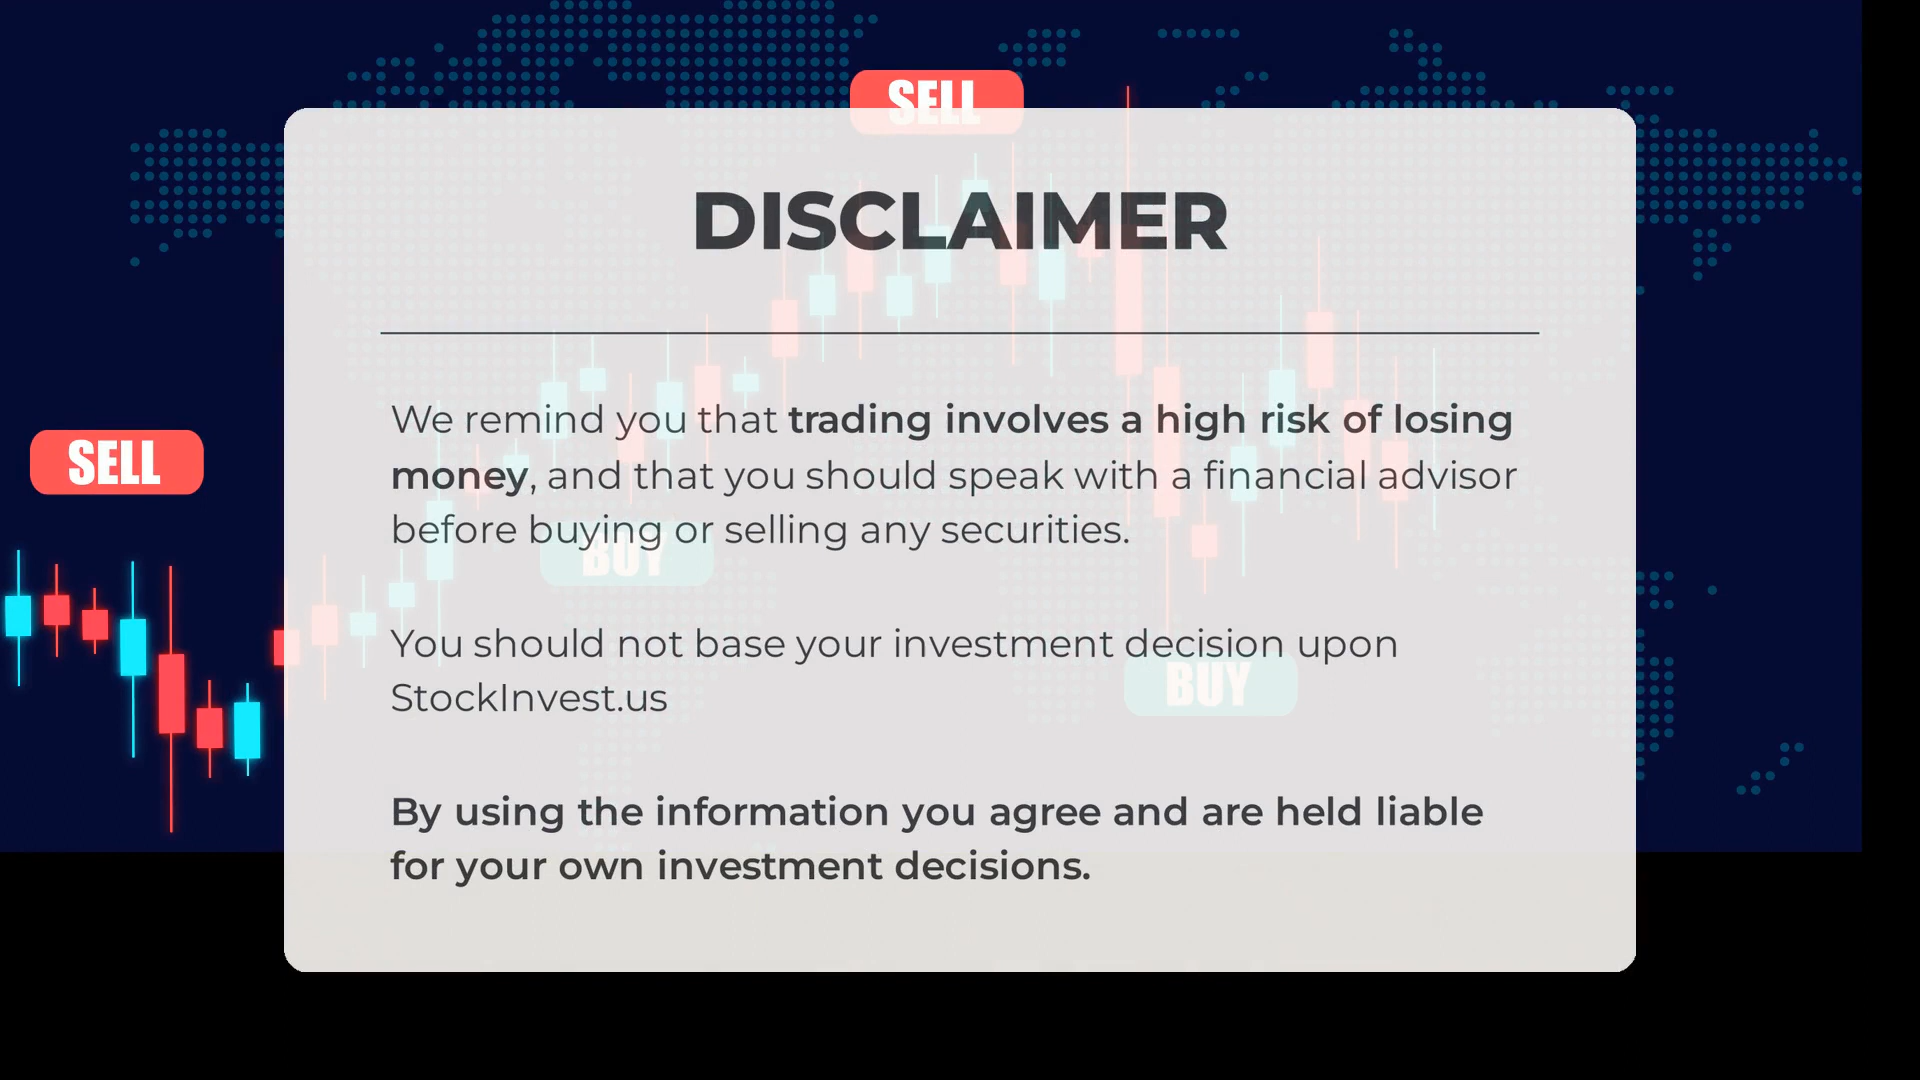 SELL
DISCLAIMER
We remind you that trading involves a high risk of losing
money, and that you should speak with a financial advisor
before buying or selling any securities.
SELL
BUY
You should not base your investment decision upon
StockInvest.us
BUY
By using the information you agree and are held liable
for your own investment decisions.